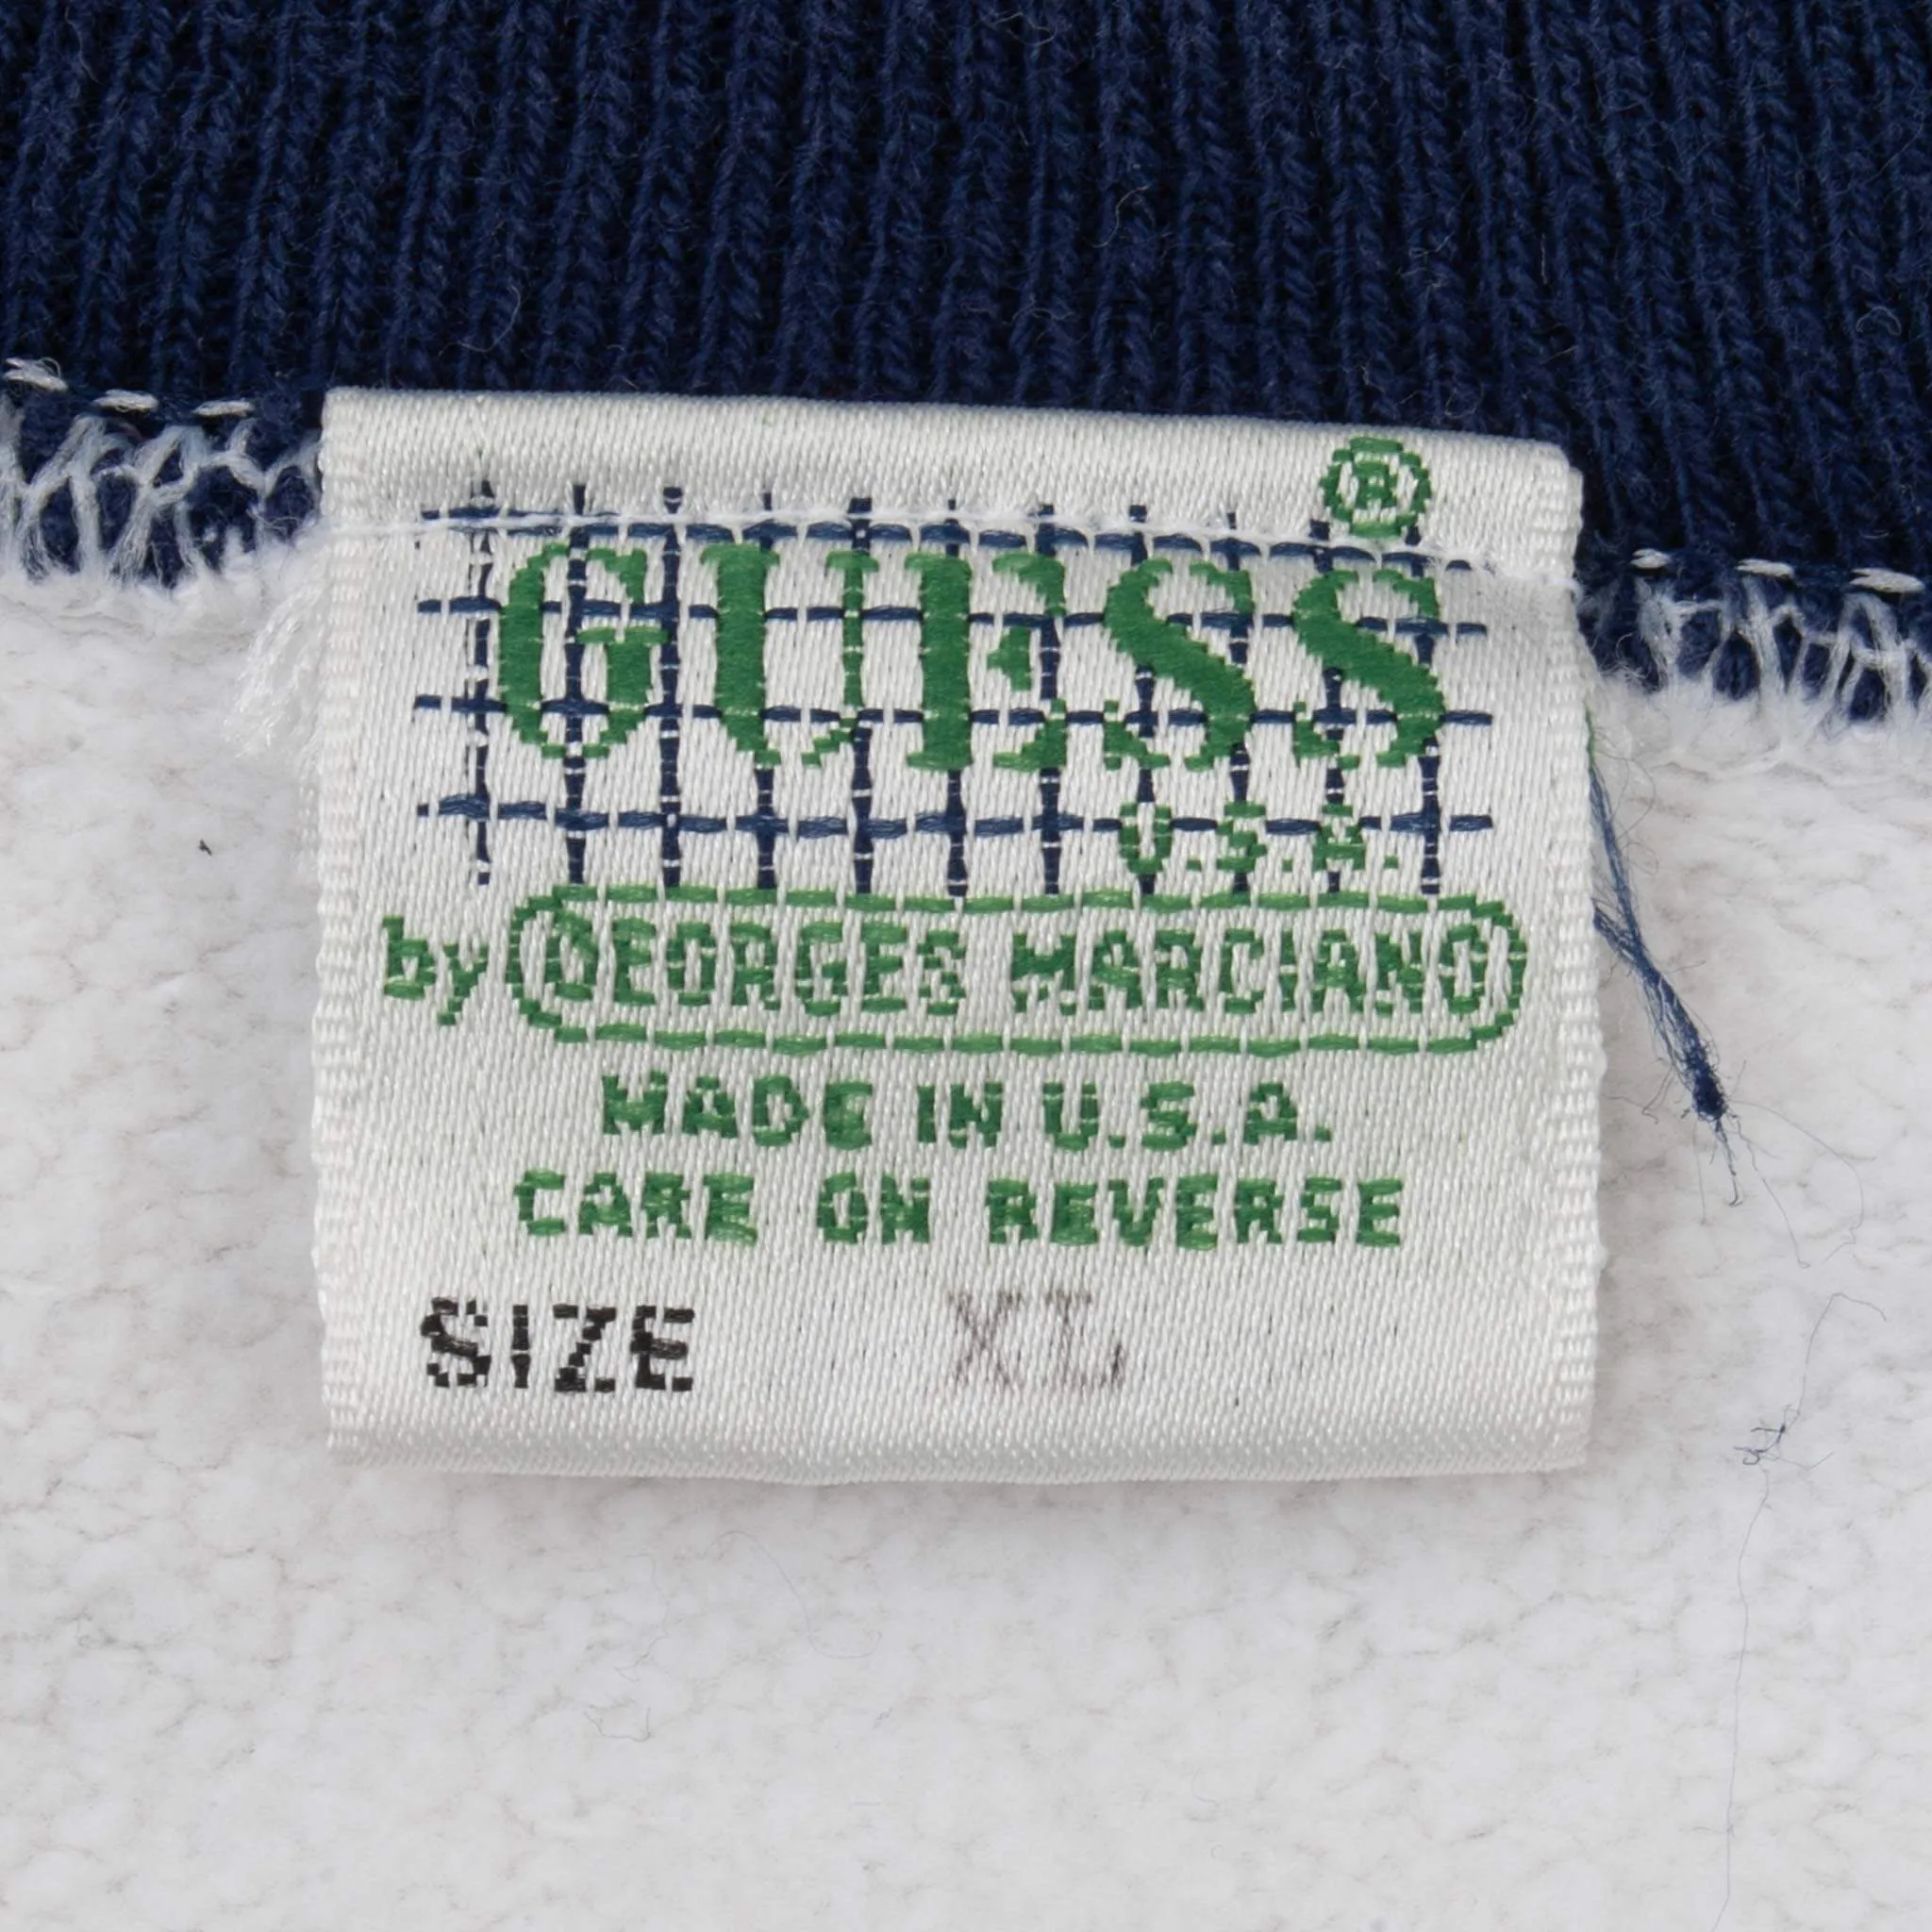 GUESS®
U.S.A.
by GEORGES MARCIANO
MADE IN U.S.A.
CARE ON REVERSE
SIZE XL